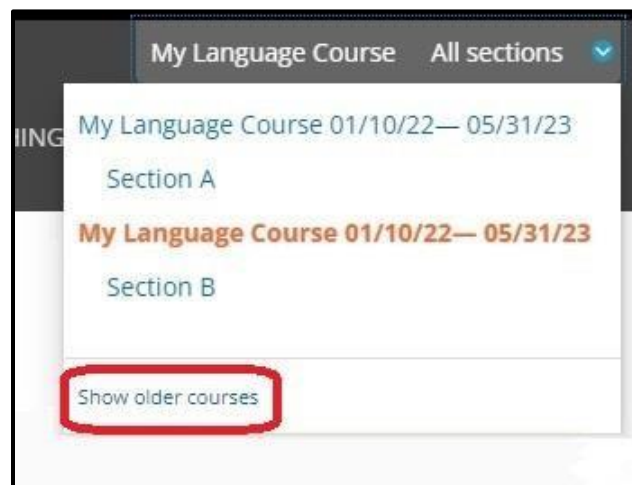 My Language Course All sections
HING
My Language Course 01/10/22— 05/31/23
Section A
My Language Course 01/10/22— 05/31/23
Section B
Show older courses